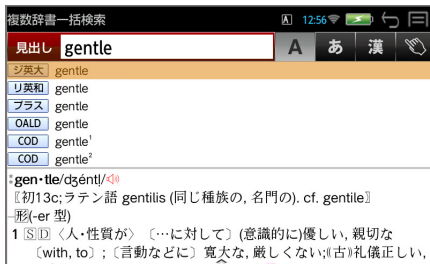 複数辞書一括検索 A 12:56
見出し gentle A あ 漢
ジ英大 gentle
リ英和 gentle
プラス gentle
OALD gentle
COD gentle¹
COD gentle²
gen・tle/dʒéntl/
〖初13c;ラテン語 gentilis (同じ種族の, 名門の). cf. gentile〗
形(-er 型)
1 S D 〈人・性質が〉〔…に対して〕(意識的に)優しい, 親切な
〔with, to〕;〔言動などに〕寛大な, 厳しくない;⦅古⦆礼儀正しい,